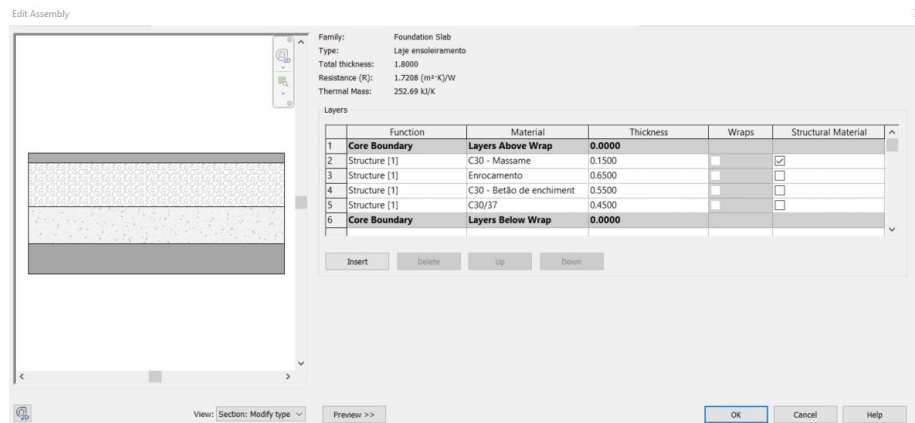 Edit Assembly
Family: Foundation Slab
Type: Laje ensoleiramento
Total thickness: 1.8000
Resistance (R): 1.7208 (m²·K)/W
Thermal Mass: 252.69 kJ/K
Layers
Function Material Thickness Wraps Structural Material
1 Core Boundary Layers Above Wrap 0.0000
2 Structure [1] C30 - Massame 0.1500
3 Structure [1] Enrocamento 0.6500
4 Structure [1] C30 - Betão de enchiment 0.5500
5 Structure [1] C30/37 0.4500
6 Core Boundary Layers Below Wrap 0.0000
Insert Delete Up Down
View: Section: Modify type Preview >> OK Cancel Help